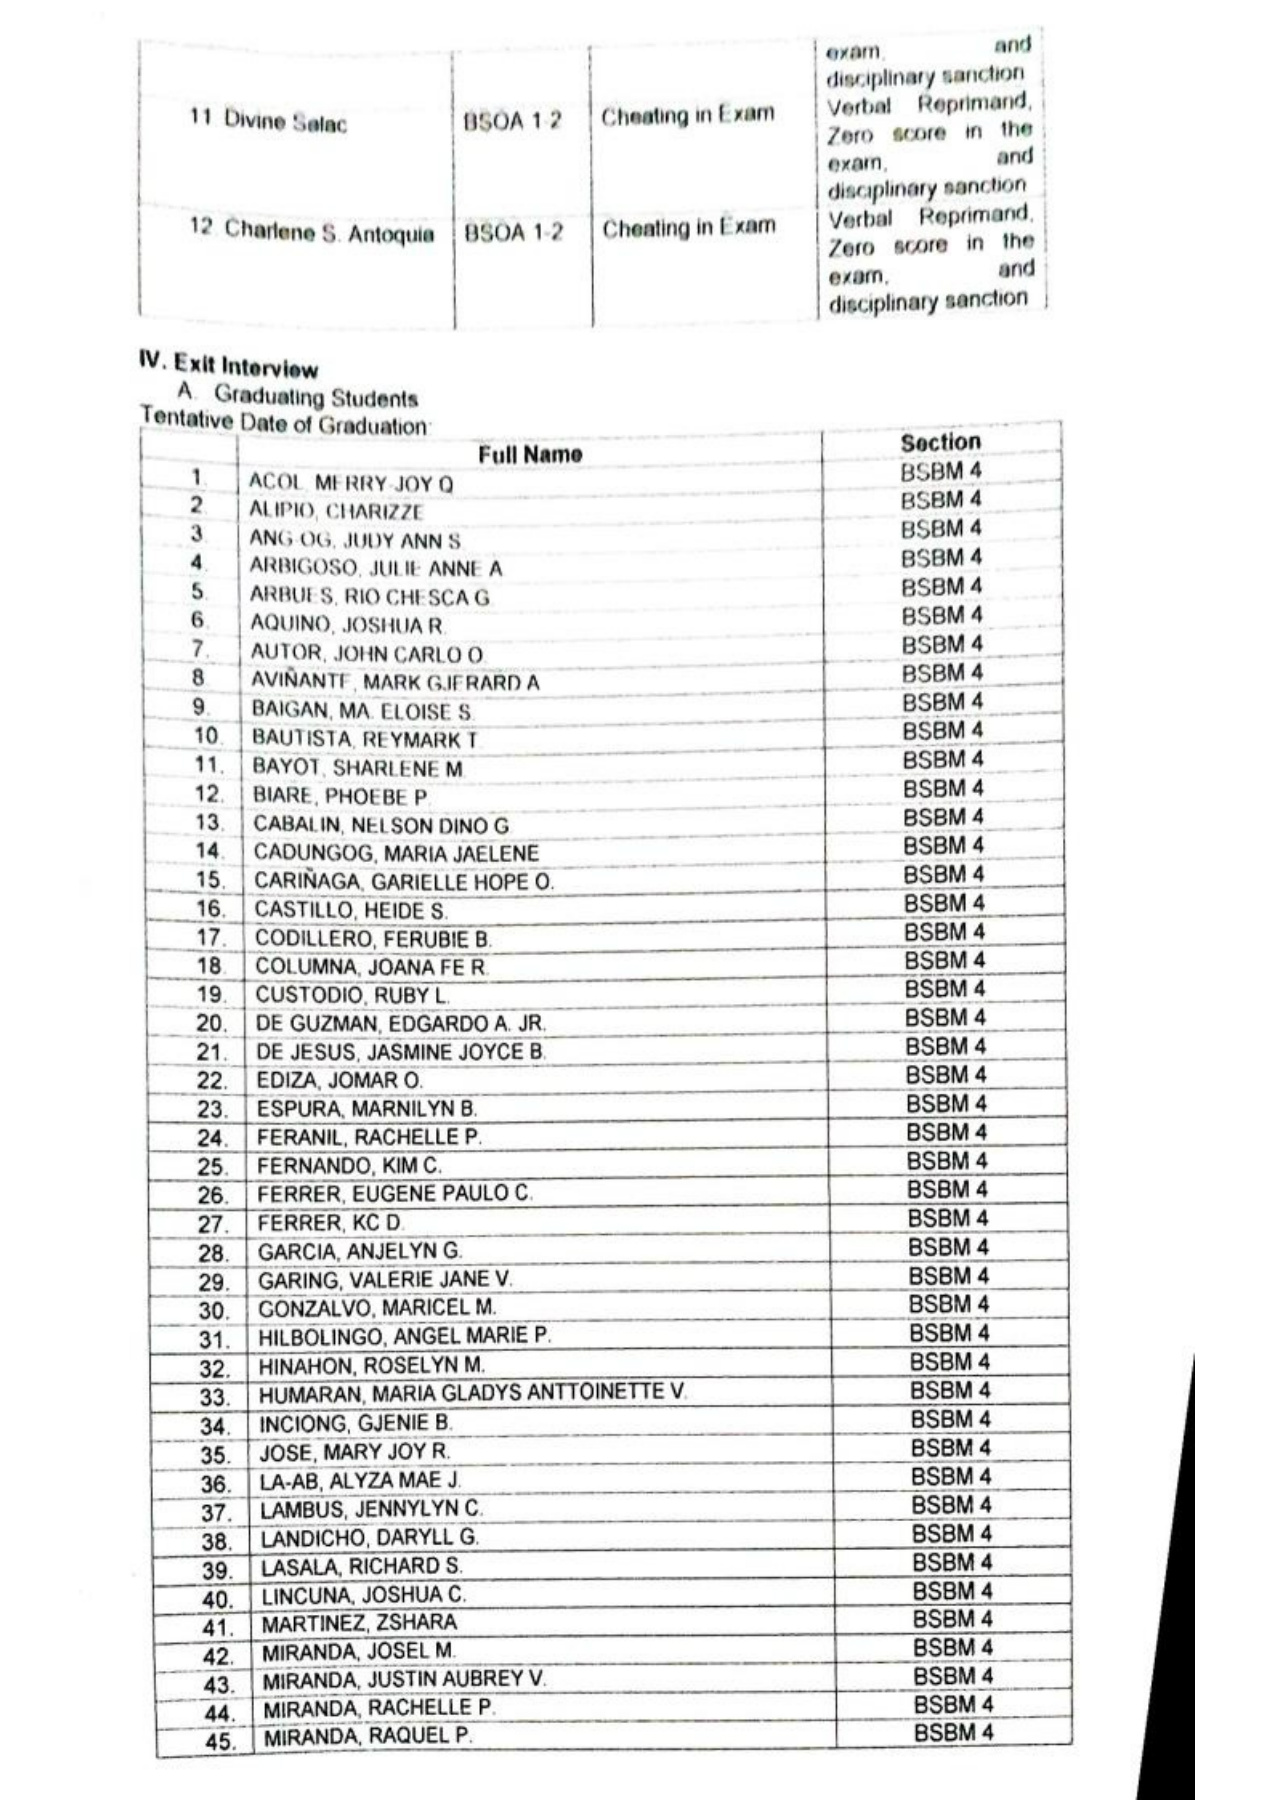 exam, and
disciplinary sanction
11 Divine Salac BSOA 1-2 Cheating in Exam Verbal Reprimand,
Zero score in the
exam, and
disciplinary sanction
12. Charlene S. Antoquia BSOA 1-2 Cheating in Exam Verbal Reprimand,
Zero score in the
exam, and
disciplinary sanction
IV. Exit Interview
A. Graduating Students
Tentative Date of Graduation:
Full Name Section
1. ACOL MERRY JOY Q BSBM 4
2. ALIPIO, CHARIZZE BSBM 4
3. ANG-OG, JUDY ANN S. BSBM 4
4. ARBIGOSO, JULIE ANNE A BSBM 4
5. ARBUES, RIO CHESCA G. BSBM 4
6. AQUINO, JOSHUA R. BSBM 4
7. AUTOR, JOHN CARLO O. BSBM 4
8 AVIÑANTE, MARK GJERARD A BSBM 4
9. BAIGAN, MA. ELOISE S. BSBM 4
10. BAUTISTA, REYMARK T BSBM 4
11. BAYOT, SHARLENE M. BSBM 4
12. BIARE, PHOEBE P. BSBM 4
13. CABALIN, NELSON DINO G BSBM 4
14. CADUNGOG, MARIA JAELENE BSBM 4
15. CARIÑAGA, GARIELLE HOPE O. BSBM 4
16. CASTILLO, HEIDE S. BSBM 4
17. CODILLERO, FERUBIE B. BSBM 4
18. COLUMNA, JOANA FE R. BSBM 4
19. CUSTODIO, RUBY L. BSBM 4
20. DE GUZMAN, EDGARDO A. JR. BSBM 4
21. DE JESUS, JASMINE JOYCE B. BSBM 4
22. EDIZA, JOMAR O. BSBM 4
23. ESPURA, MARNILYN B. BSBM 4
24. FERANIL, RACHELLE P. BSBM 4
25. FERNANDO, KIM C. BSBM 4
26. FERRER, EUGENE PAULO C. BSBM 4
27. FERRER, KC D. BSBM 4
28. GARCIA, ANJELYN G. BSBM 4
29. GARING, VALERIE JANE V. BSBM 4
30. GONZALVO, MARICEL M. BSBM 4
31. HILBOLINGO, ANGEL MARIE P. BSBM 4
32. HINAHON, ROSELYN M. BSBM 4
33. HUMARAN, MARIA GLADYS ANTTOINETTE V. BSBM 4
34. INCIONG, GJENIE B. BSBM 4
35. JOSE, MARY JOY R. BSBM 4
36. LA-AB, ALYZA MAE J. BSBM 4
37. LAMBUS, JENNYLYN C. BSBM 4
38. LANDICHO, DARYLL G. BSBM 4
39. LASALA, RICHARD S. BSBM 4
40. LINCUNA, JOSHUA C. BSBM 4
41. MARTINEZ, ZSHARA BSBM 4
42. MIRANDA, JOSEL M. BSBM 4
43. MIRANDA, JUSTIN AUBREY V. BSBM 4
44. MIRANDA, RACHELLE P. BSBM 4
45. MIRANDA, RAQUEL P. BSBM 4